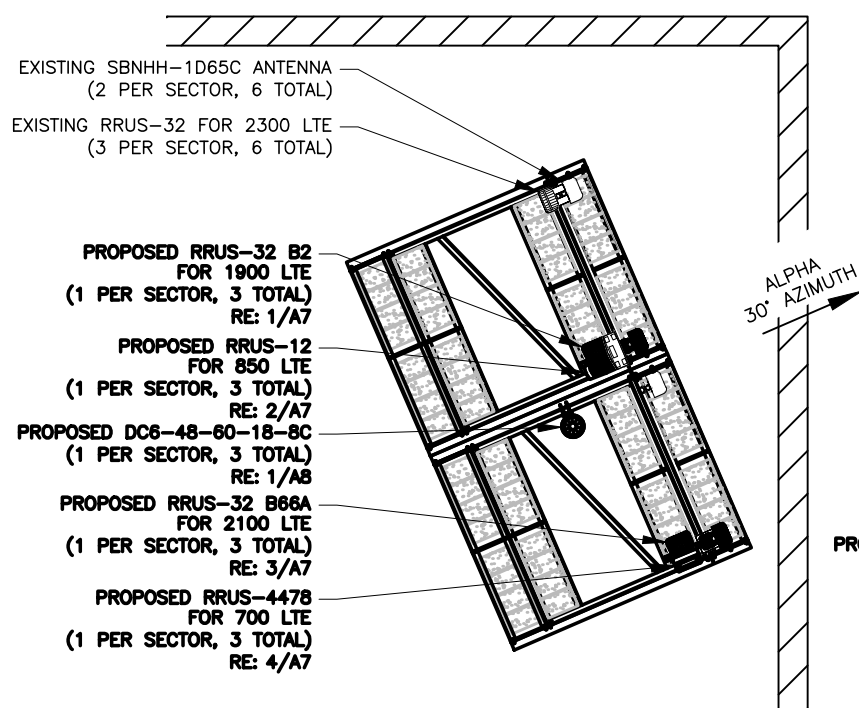 EXISTING SBNHH-1D65C ANTENNA
(2 PER SECTOR, 6 TOTAL)
EXISTING RRUS-32 FOR 2300 LTE
(3 PER SECTOR, 6 TOTAL)
PROPOSED RRUS-32 B2
FOR 1900 LTE
(1 PER SECTOR, 3 TOTAL)
RE: 1/A7
PROPOSED RRUS-12
FOR 850 LTE
(1 PER SECTOR, 3 TOTAL)
RE: 2/A7
PROPOSED DC6-48-60-18-8C
(1 PER SECTOR, 3 TOTAL)
RE: 1/A8
PROPOSED RRUS-32 B66A
FOR 2100 LTE
(1 PER SECTOR, 3 TOTAL)
RE: 3/A7
PROPOSED RRUS-4478
FOR 700 LTE
(1 PER SECTOR, 3 TOTAL)
RE: 4/A7
ALPHA
30° AZIMUTH